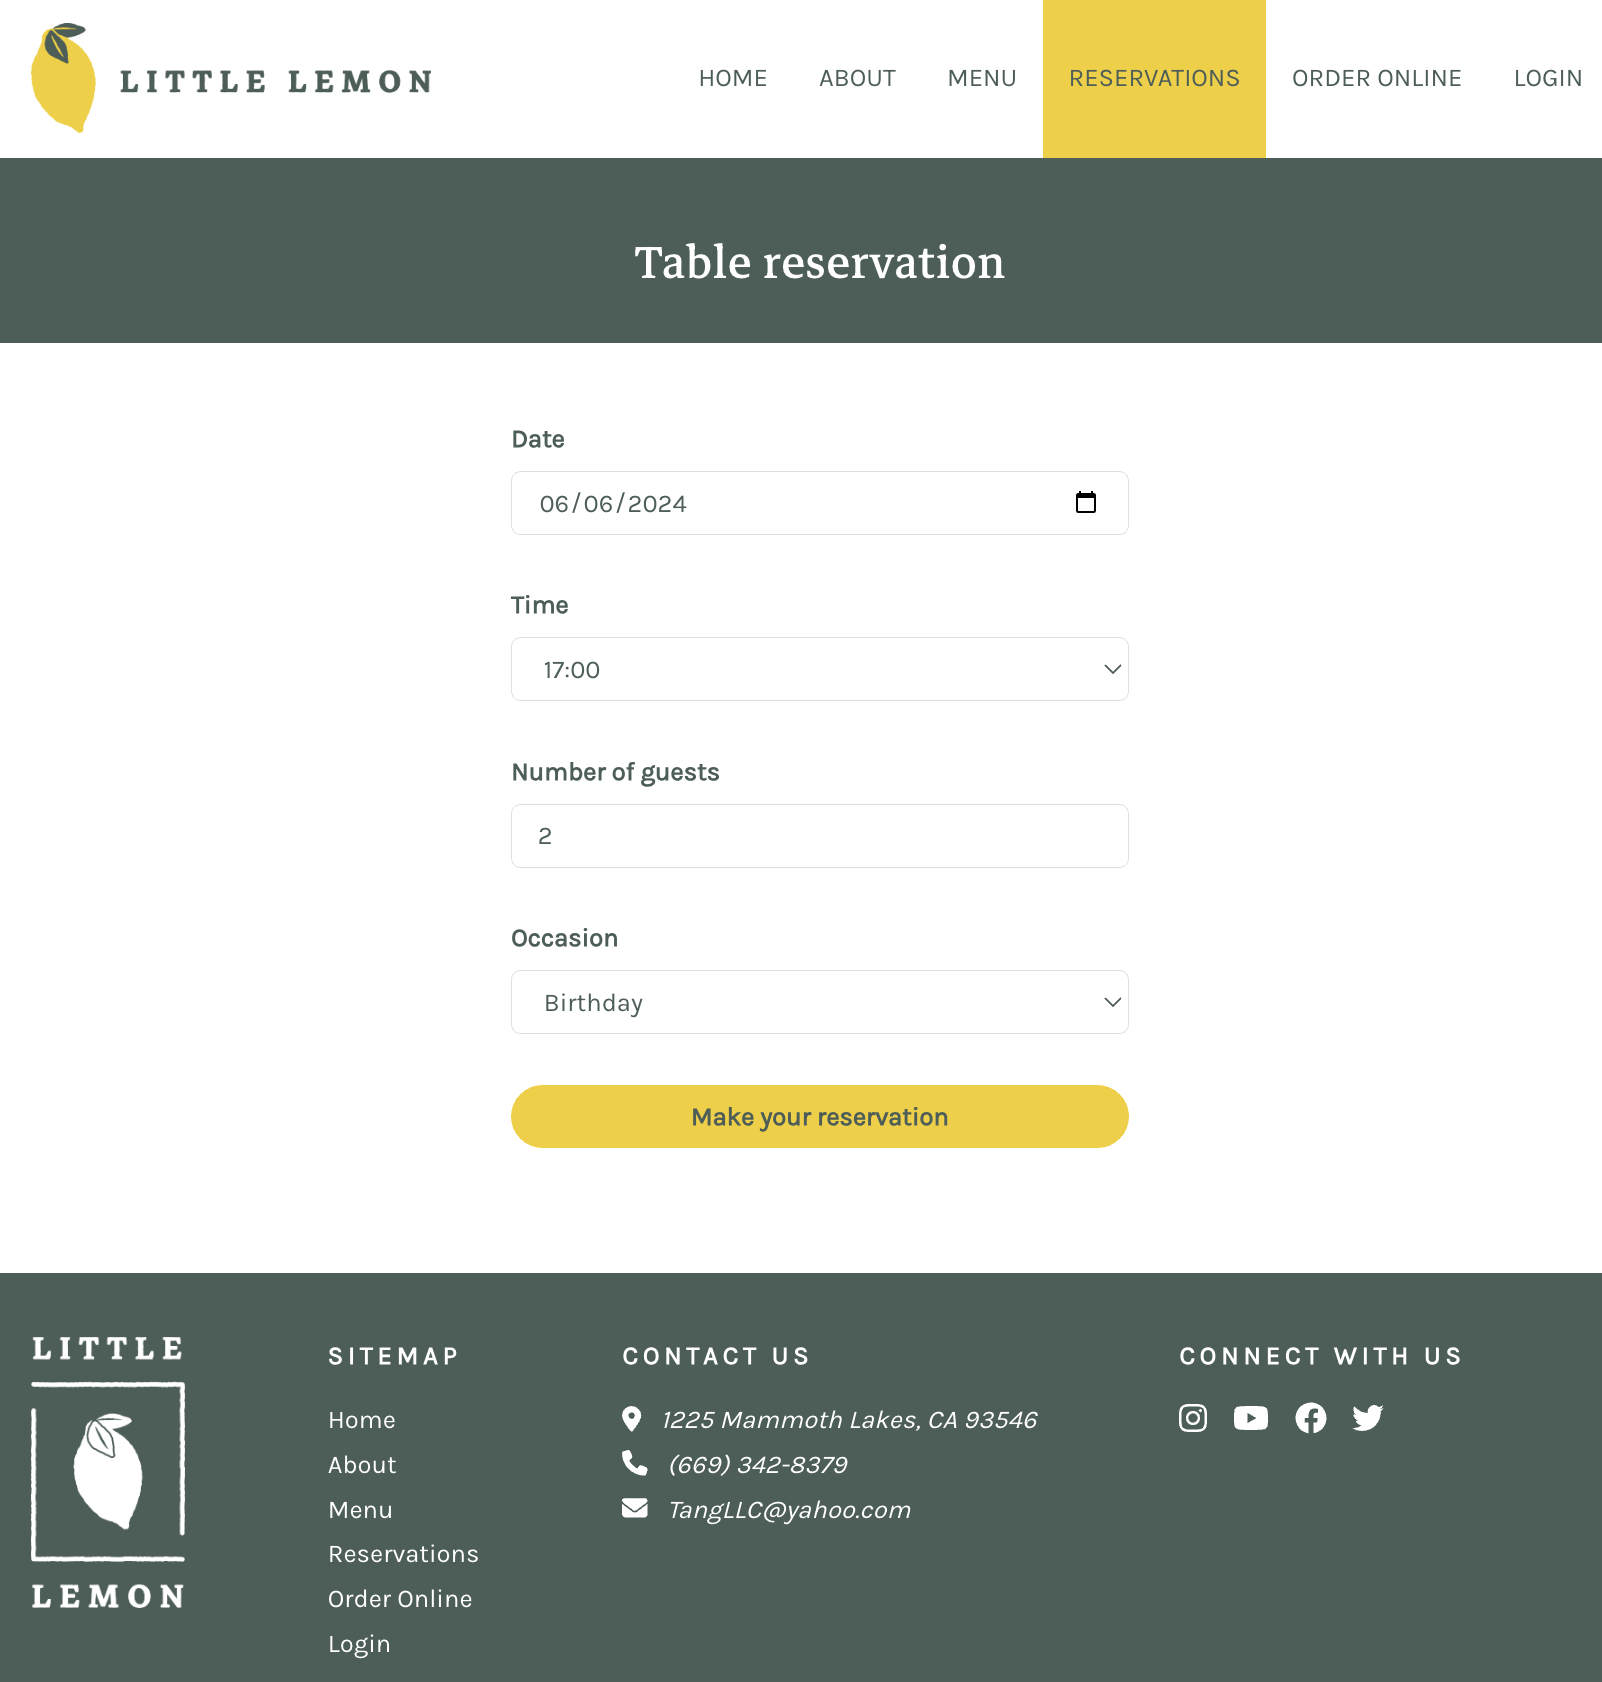 LITTLE LEMON
HOME ABOUT MENU RESERVATIONS ORDER ONLINE LOGIN
Table reservation
Date
06/06/2024
Time
17:00
Number of guests
2
Occasion
Birthday
Make your reservation
LITTLE
LEMON
SITEMAP
Home
About
Menu
Reservations
Order Online
Login
CONTACT US
1225 Mammoth Lakes, CA 93546
(669) 342-8379
TangLLC@yahoo.com
CONNECT WITH US